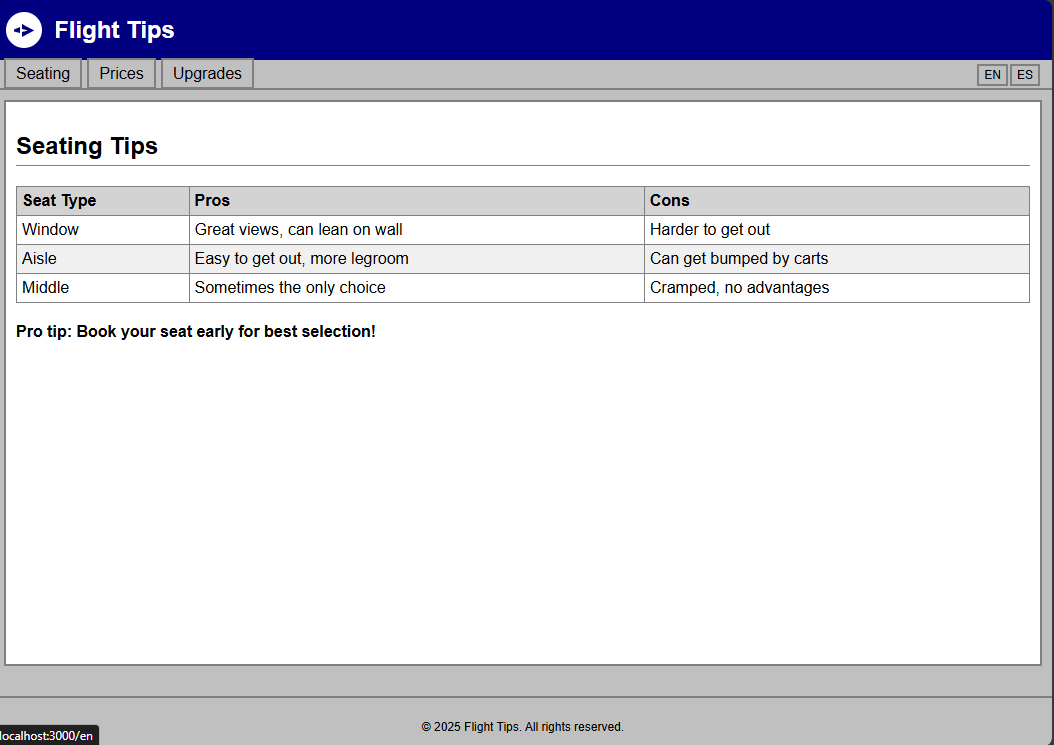 Flight Tips
Seating Prices Upgrades EN ES
Seating Tips
Seat Type Pros Cons
Window Great views, can lean on wall Harder to get out
Aisle Easy to get out, more legroom Can get bumped by carts
Middle Sometimes the only choice Cramped, no advantages
Pro tip: Book your seat early for best selection!
© 2025 Flight Tips. All rights reserved.
localhost:3000/en